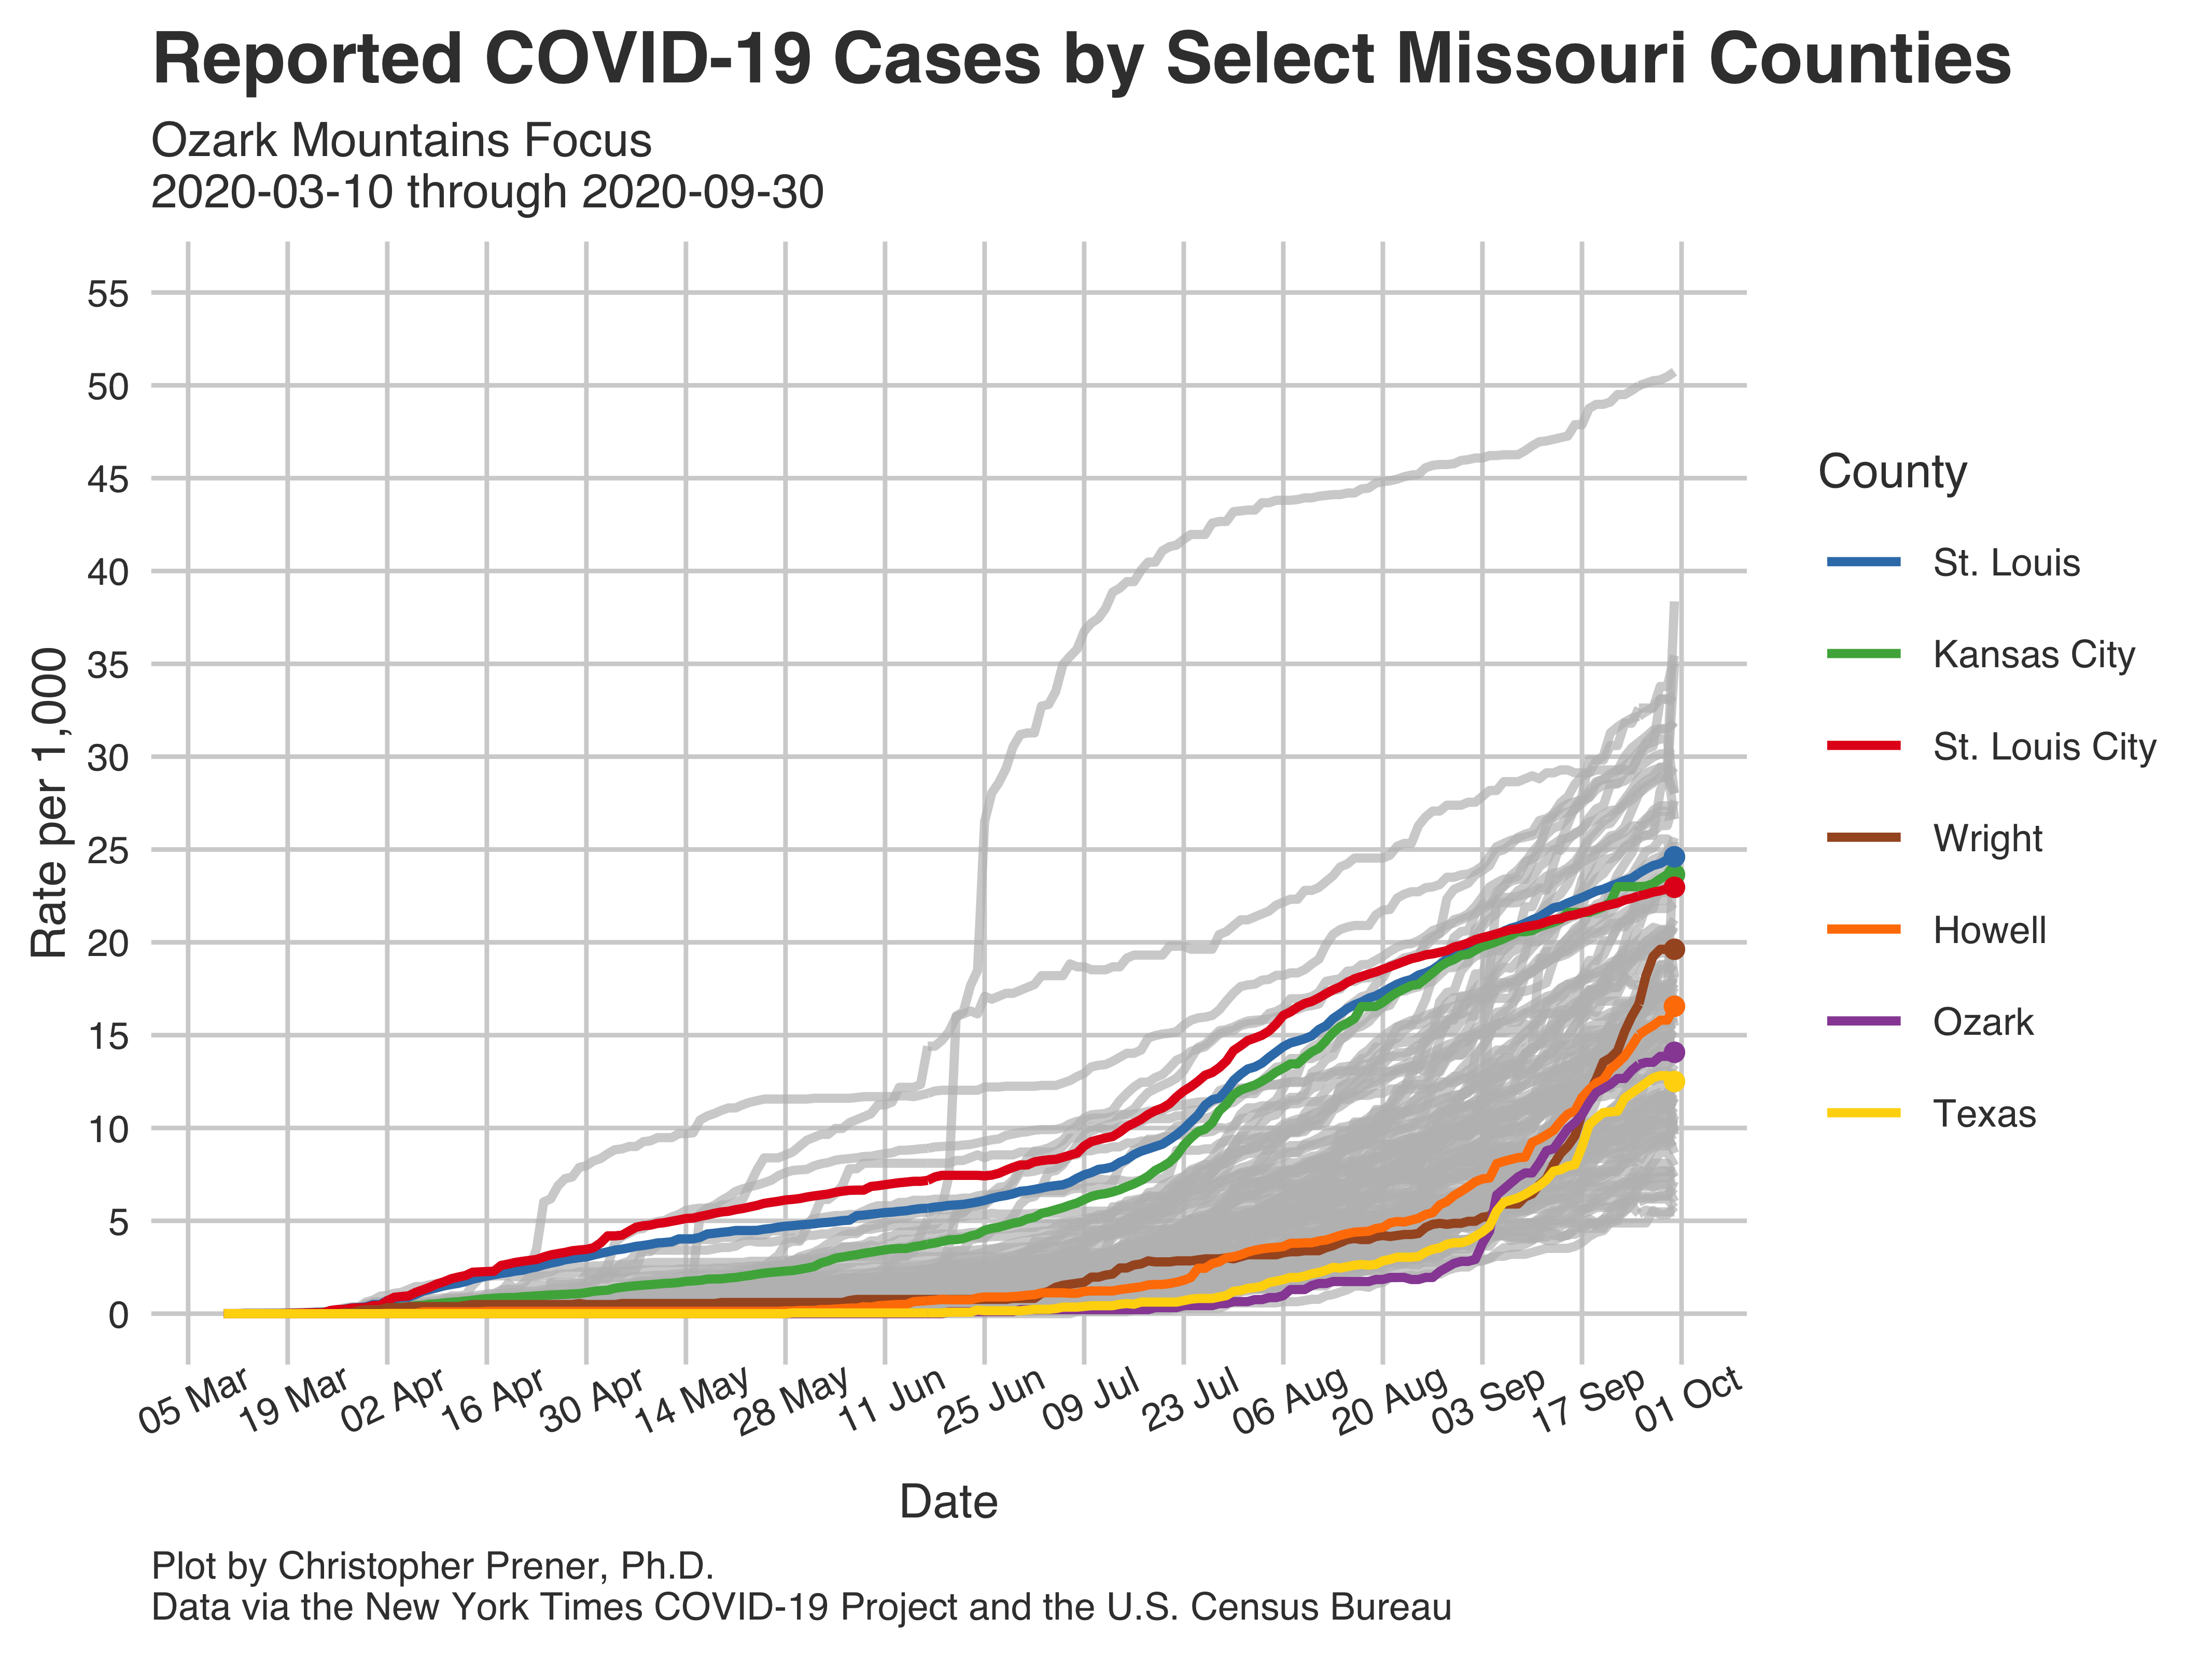 Reported COVID-19 Cases by Select Missouri Counties
Ozark Mountains Focus
2020-03-10 through 2020-09-30
Rate per 1,000
55
50
45
40
35
30
25
20
15
10
5
0
05 Mar
19 Mar
02 Apr
16 Apr
30 Apr
14 May
28 May
11 Jun
25 Jun
09 Jul
23 Jul
06 Aug
20 Aug
03 Sep
17 Sep
01 Oct
Date
County
St. Louis
Kansas City
St. Louis City
Wright
Howell
Ozark
Texas
Plot by Christopher Prener, Ph.D.
Data via the New York Times COVID-19 Project and the U.S. Census Bureau